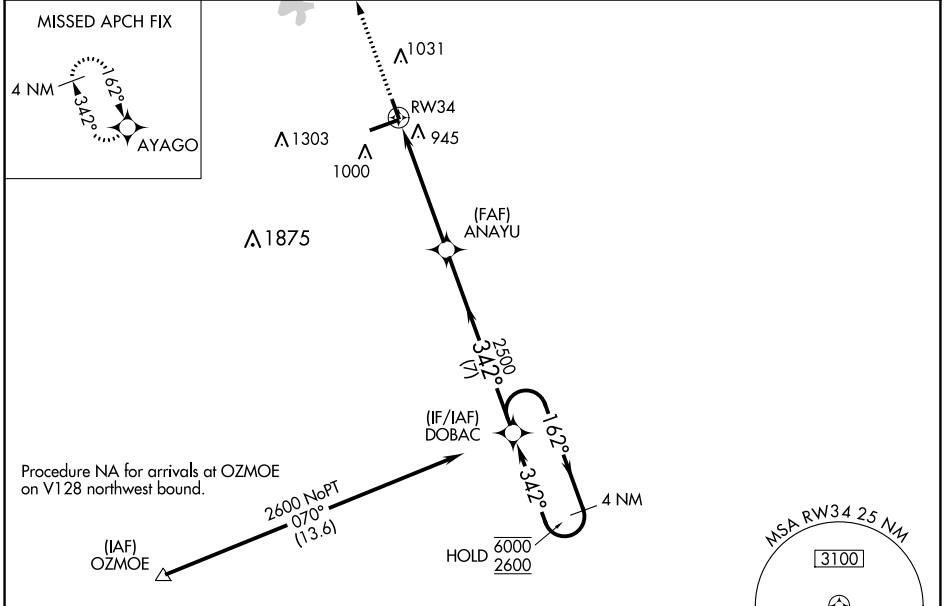 MISSED APCH FIX
4 NM
162°
342°
AYAGO
1031
RW34
945
1303
1000
(FAF)
ANAYU
1875
2500
342°
(7)
(IF/IAF)
DOBAC
162°
342°
4 NM
HOLD 6000
2600
Procedure NA for arrivals at OZMOE
on V128 northwest bound.
2600 NoPT
070°
(13.6)
(IAF)
OZMOE
MSA RW34 25 NM
3100